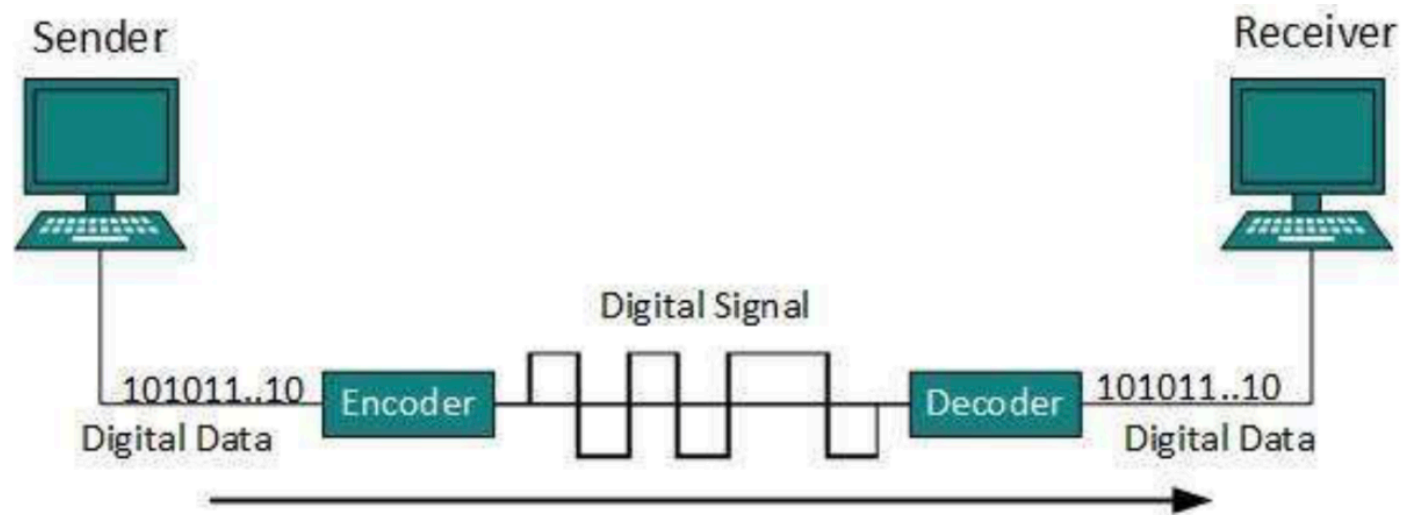 Sender
Receiver
Digital Signal
101011..10
Encoder
Decoder
101011..10
Digital Data
Digital Data